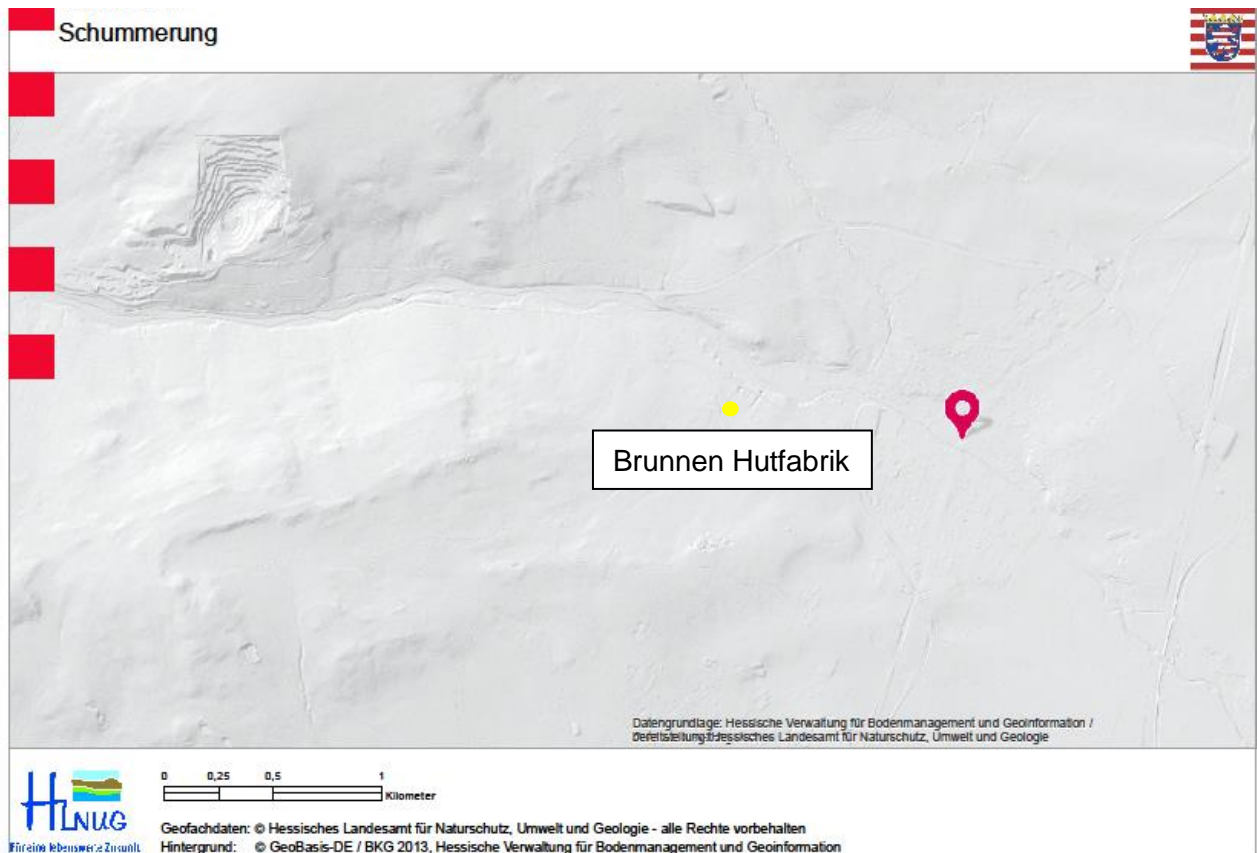 Schummerung
Brunnen Hutfabrik
Datengrundlage: Hessische Verwaltung für Bodenmanagement und Geoinformation /
Bereitstellung: Hessisches Landesamt für Naturschutz, Umwelt und Geologie
0 0,25 0,5 1
Kilometer
HLNUG
Für eine lebenswerte Zukunft
Geofachdaten: © Hessisches Landesamt für Naturschutz, Umwelt und Geologie - alle Rechte vorbehalten
Hintergrund: © GeoBasis-DE / BKG 2013, Hessische Verwaltung für Bodenmanagement und Geoinformation